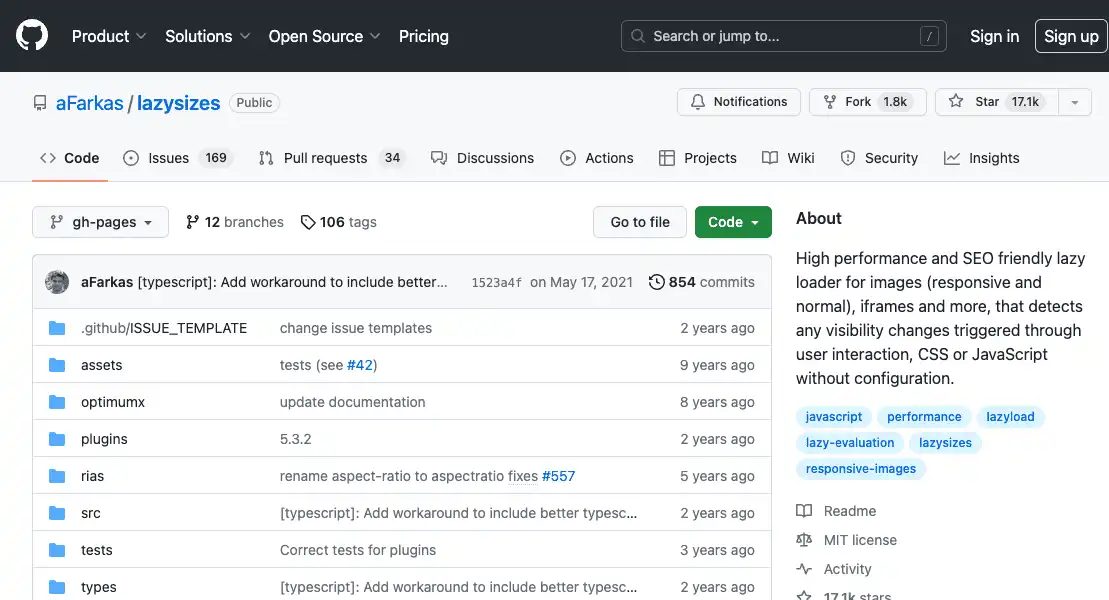 Product Solutions Open Source Pricing Search or jump to... / Sign in Sign up
aFarkas / lazysizes Public Notifications Fork 1.8k Star 17.1k
Code Issues 169 Pull requests 34 Discussions Actions Projects Wiki Security Insights
gh-pages 12 branches 106 tags Go to file Code
aFarkas [typescript]: Add workaround to include better... 1523a4f on May 17, 2021 854 commits
.github/ISSUE_TEMPLATE change issue templates 2 years ago
assets tests (see #42) 9 years ago
optimumx update documentation 8 years ago
plugins 5.3.2 2 years ago
rias rename aspect-ratio to aspectratio fixes #557 5 years ago
src [typescript]: Add workaround to include better typesc... 2 years ago
tests Correct tests for plugins 3 years ago
types [typescript]: Add workaround to include better typesc... 2 years ago
About
High performance and SEO friendly lazy
loader for images (responsive and
normal), iframes and more, that detects
any visibility changes triggered through
user interaction, CSS or JavaScript
without configuration.
javascript performance lazyload
lazy-evaluation lazysizes
responsive-images
Readme
MIT license
Activity
17.1k stars